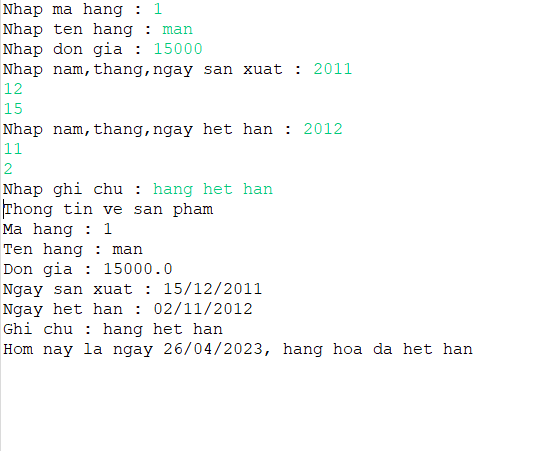 Nhap ma hang : 1
Nhap ten hang : man
Nhap don gia : 15000
Nhap nam,thang,ngay san xuat : 2011
12
15
Nhap nam,thang,ngay het han : 2012
11
2
Nhap ghi chu : hang het han
Thong tin ve san pham
Ma hang : 1
Ten hang : man
Don gia : 15000.0
Ngay san xuat : 15/12/2011
Ngay het han : 02/11/2012
Ghi chu : hang het han
Hom nay la ngay 26/04/2023, hang hoa da het han